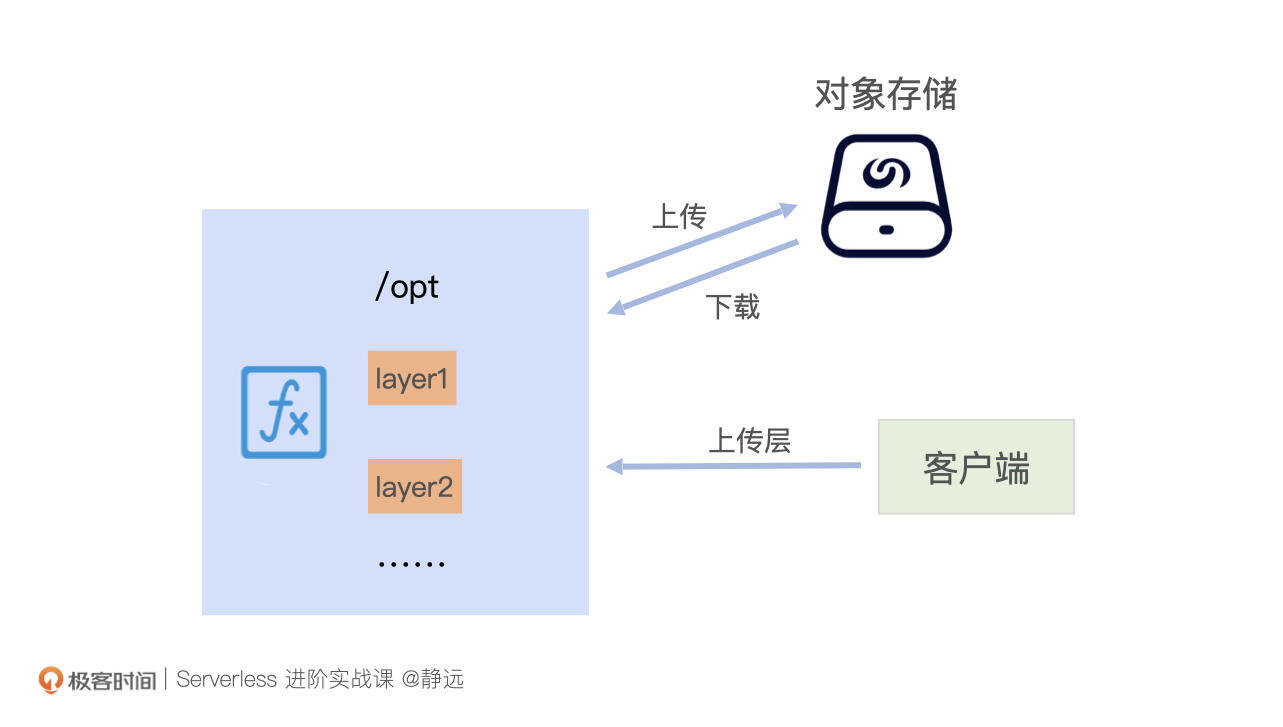 对象存储
上传
/opt
下载
layer1
上传层
fx
客户端
layer2
......
极客时间 | Serverless 进阶实战课 @静远